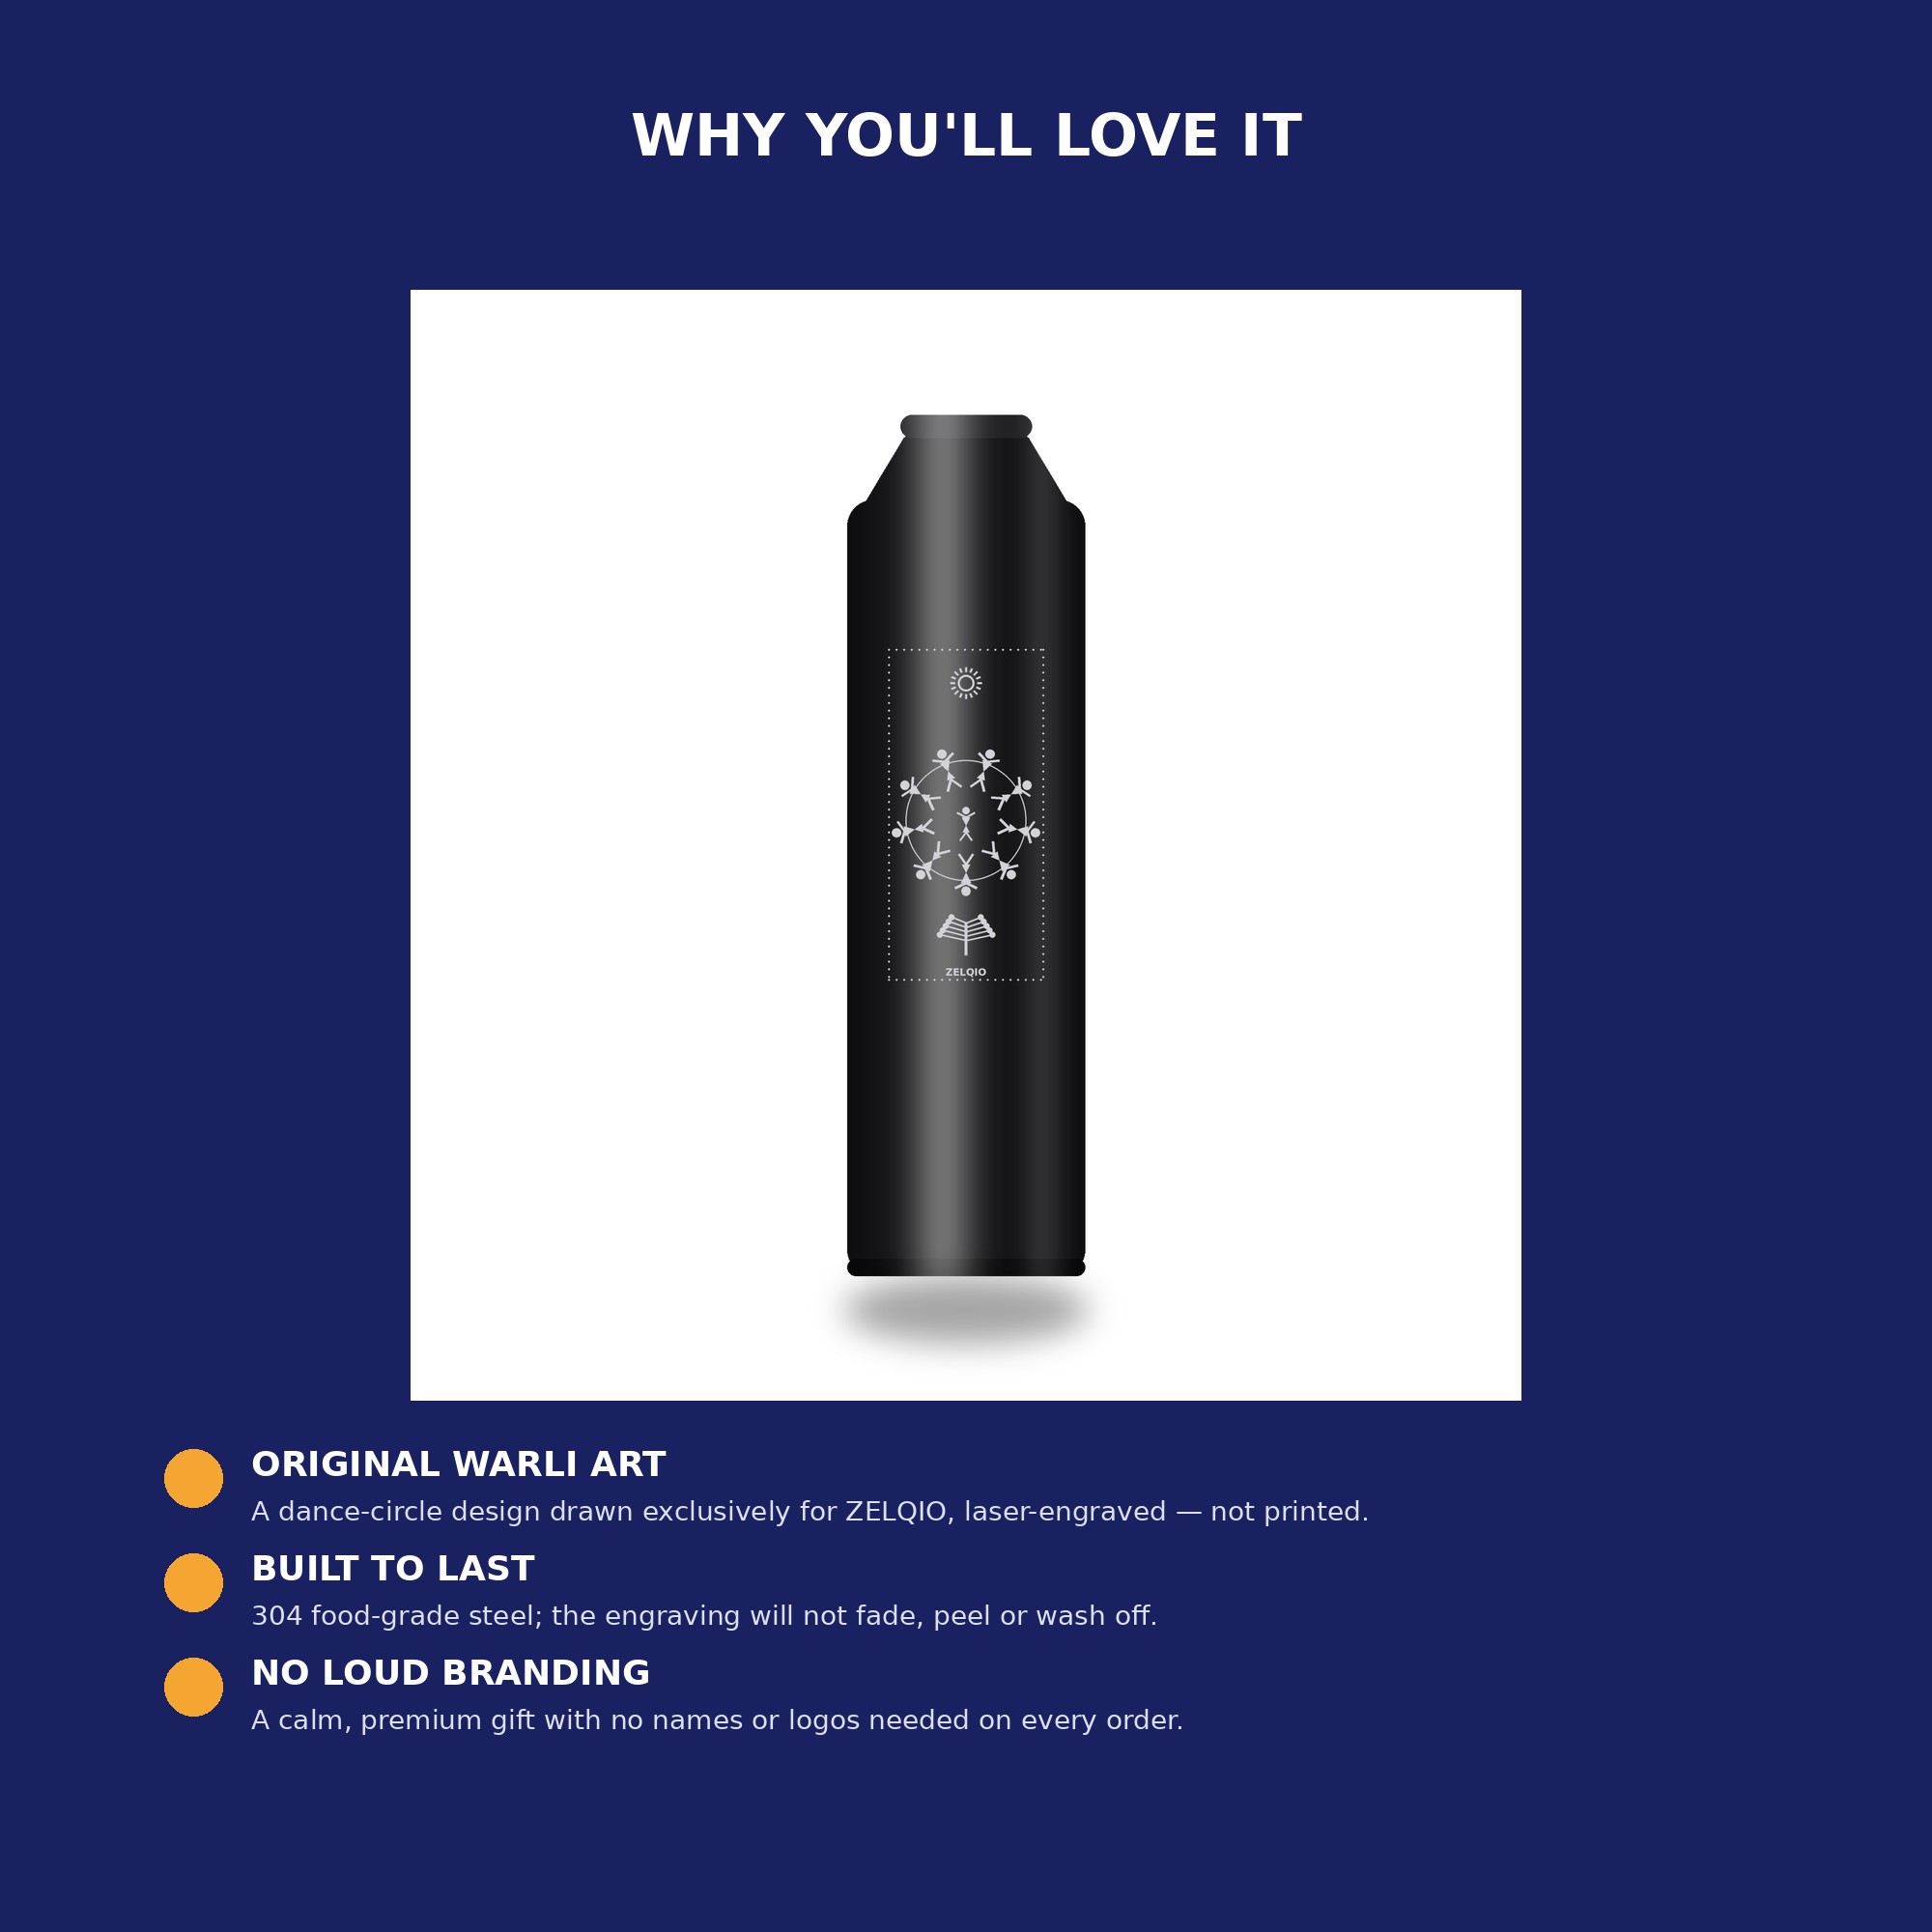 WHY YOU'LL LOVE IT
ZELQIO
ORIGINAL WARLI ART
A dance-circle design drawn exclusively for ZELQIO, laser-engraved — not printed.
BUILT TO LAST
304 food-grade steel; the engraving will not fade, peel or wash off.
NO LOUD BRANDING
A calm, premium gift with no names or logos needed on every order.